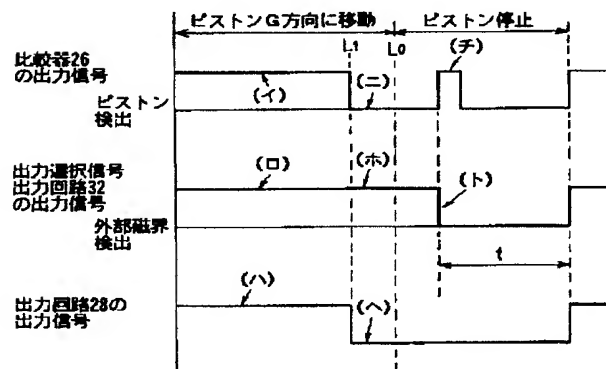 ピストンG方向に移動
ピストン停止
L1
L0
比較器26
の出力信号
(イ)
(ニ)
(チ)
ピストン
検出
出力選択信号
出力回路32
の出力信号
(ロ)
(ホ)
(ト)
外部磁界
検出
t
出力回路28の
出力信号
(ハ)
(ヘ)